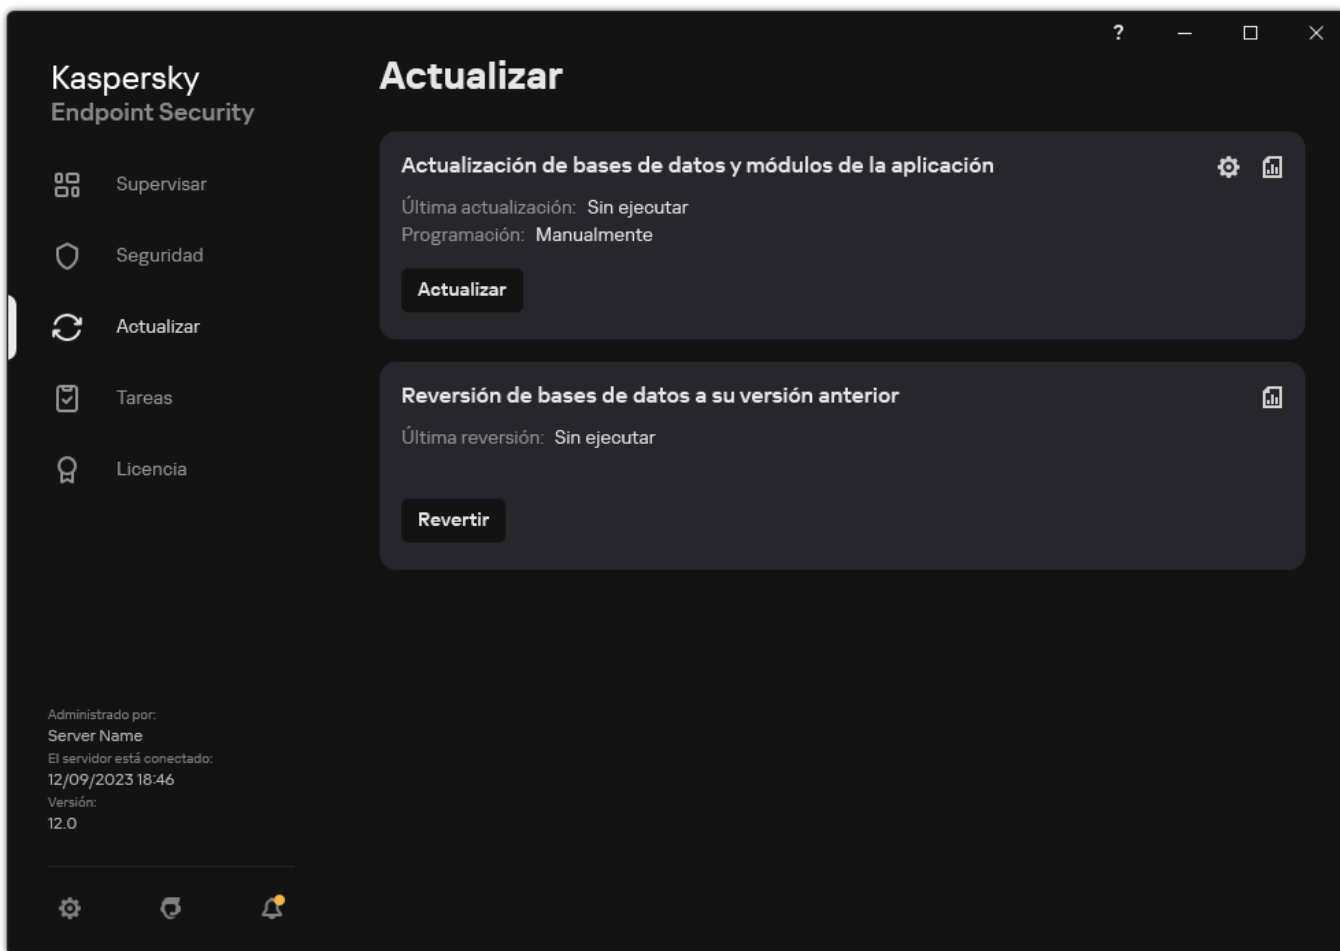 ?
Kaspersky
Endpoint Security
Supervisar
Seguridad
Actualizar
Tareas
Licencia
Administrado por:
Server Name
El servidor está conectado:
12/09/2023 18:46
Versión:
12.0
Actualizar
Actualización de bases de datos y módulos de la aplicación
Última actualización: Sin ejecutar
Programación: Manualmente
Actualizar
Reversión de bases de datos a su versión anterior
Última reversión: Sin ejecutar
Revertir